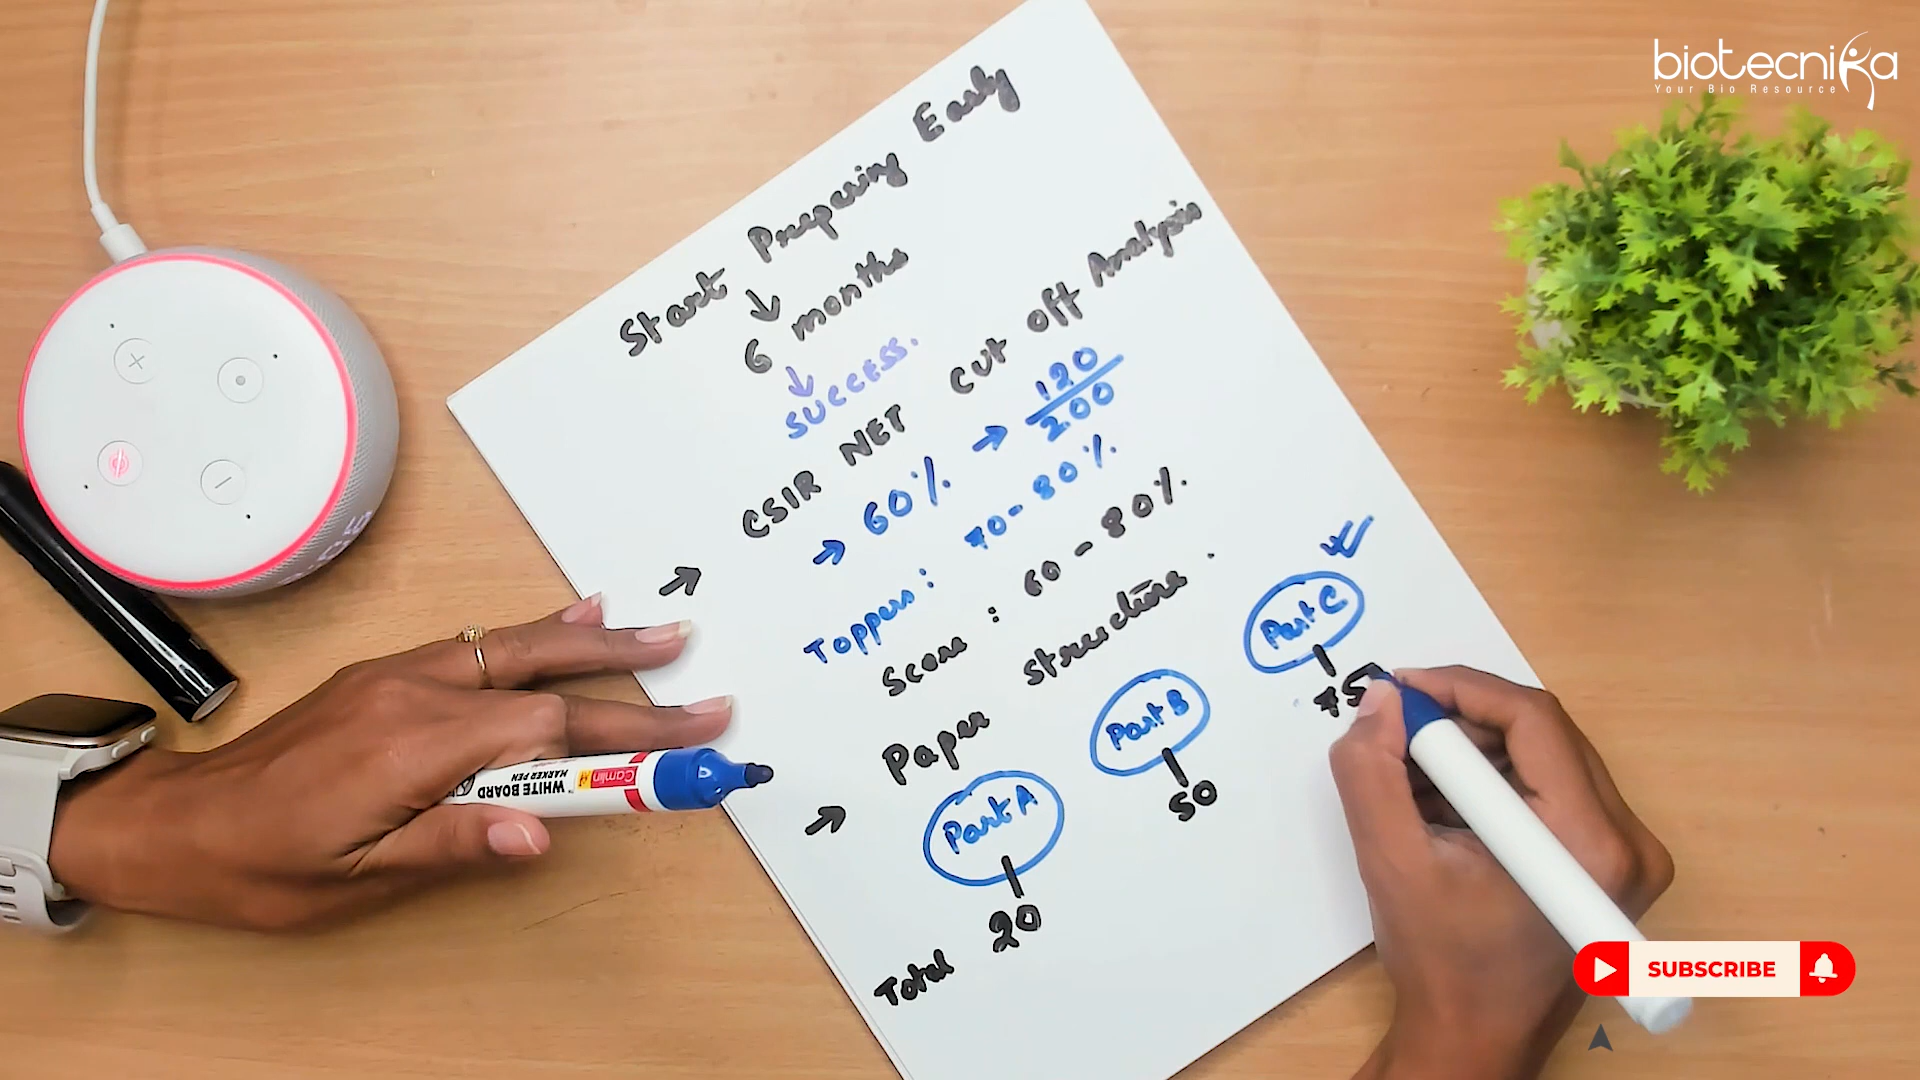 biotecnika
Your Bio Resource
Start Preparing Early
↓
6 months
↓
SUCCESS.
→ CSIR NET Cut off Analysis
→ 60% → 120/200
Toppers: 70-80%
Score: 60-80%
→ Paper Structure.
Part A Part B Part C
20 50 75
Total
Camlin
WHITE BOARD
MARKER PEN
SUBSCRIBE